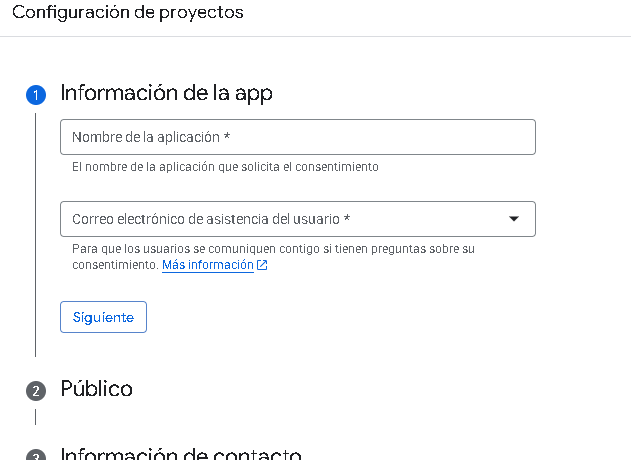 Configuración de proyectos
1 Información de la app
Nombre de la aplicación *
El nombre de la aplicación que solicita el consentimiento
Correo electrónico de asistencia del usuario *
Para que los usuarios se comuniquen contigo si tienen preguntas sobre su
consentimiento. Más información
Siguiente
2 Público
3 Información de contacto